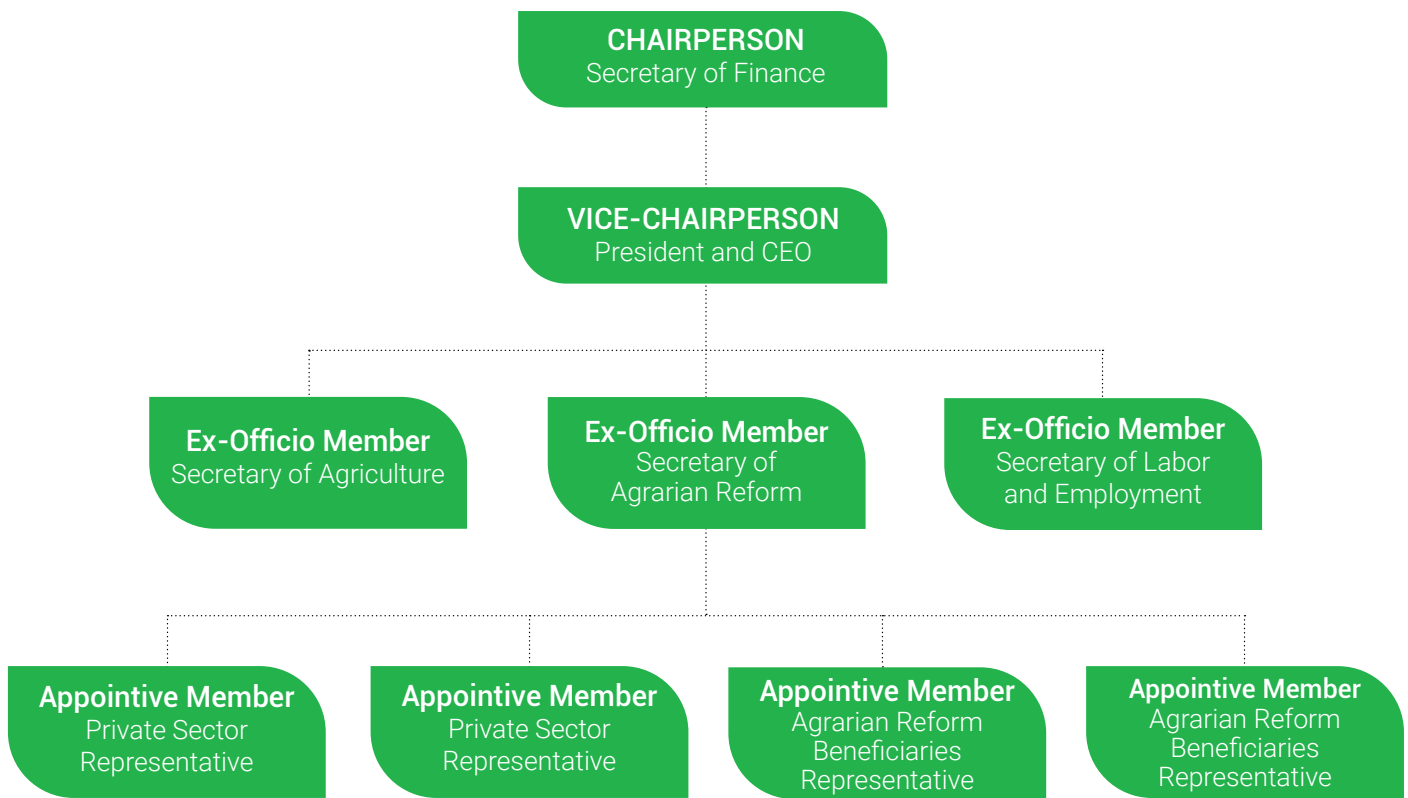 CHAIRPERSON
Secretary of Finance
VICE-CHAIRPERSON
President and CEO
Ex-Officio Member
Secretary of Agriculture
Ex-Officio Member
Secretary of
Agrarian Reform
Ex-Officio Member
Secretary of Labor
and Employment
Appointive Member
Private Sector
Representative
Appointive Member
Private Sector
Representative
Appointive Member
Agrarian Reform
Beneficiaries
Representative
Appointive Member
Agrarian Reform
Beneficiaries
Representative